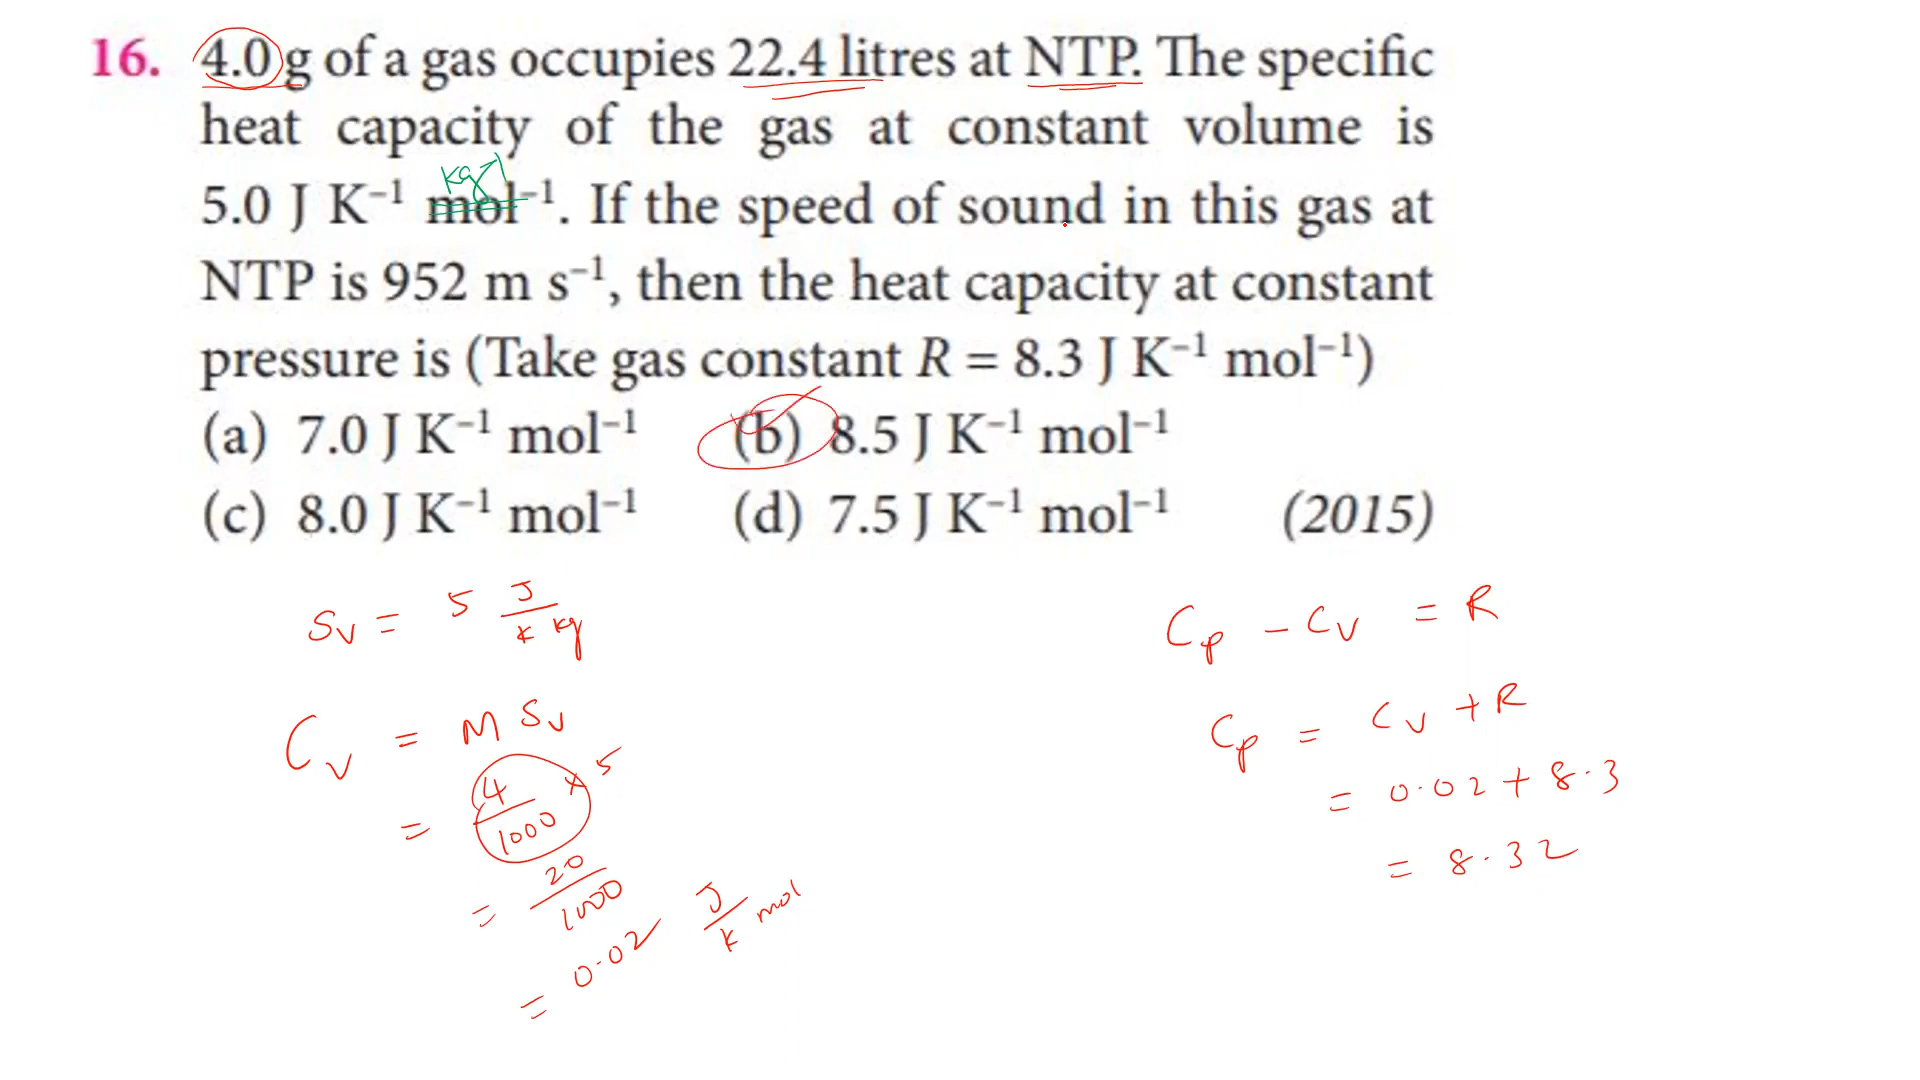 16. 4.0 g of a gas occupies 22.4 litres at NTP. The specific
heat capacity of the gas at constant volume is
kg
5.0 J K⁻¹ mol⁻¹. If the speed of sound in this gas at
NTP is 952 m s⁻¹, then the heat capacity at constant
pressure is (Take gas constant R = 8.3 J K⁻¹ mol⁻¹)
(a) 7.0 J K⁻¹ mol⁻¹ (b) 8.5 J K⁻¹ mol⁻¹
(c) 8.0 J K⁻¹ mol⁻¹ (d) 7.5 J K⁻¹ mol⁻¹ (2015)
Sv = 5 J/K kg
Cv = M Sv
= 4/1000 × 5
= 20/1000
= 0.02 J/K mol
Cp - Cv = R
Cp = Cv + R
= 0.02 + 8.3
= 8.32